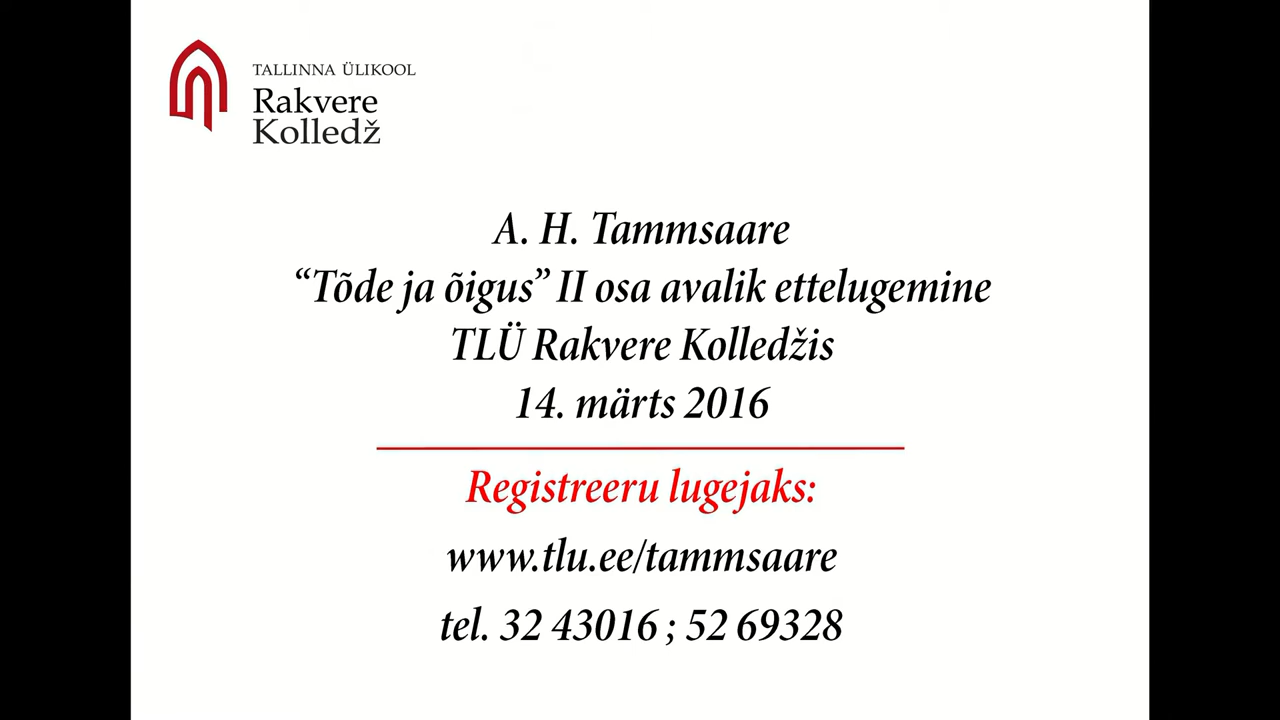 TALLINNA ÜLIKOOL
Rakvere
Kolledž
A. H. Tammsaare
“Tõde ja õigus” II osa avalik ettelugemine
TLÜ Rakvere Kolledžis
14. märts 2016
Registreeru lugejaks:
www.tlu.ee/tammsaare
tel. 32 43016 ; 52 69328